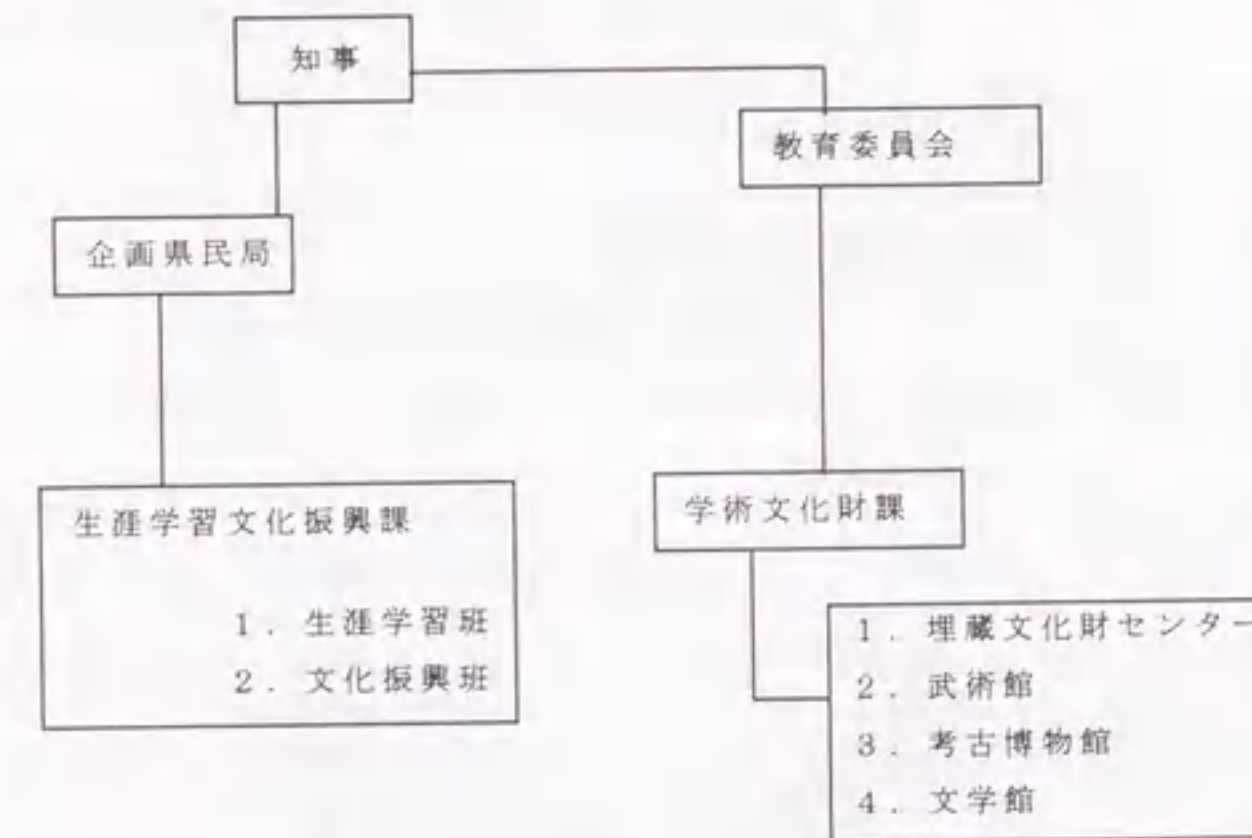 知事
教育委員会
企画県民局
生涯学習文化振興課
1. 生涯学習班
2. 文化振興班
学術文化財課
1. 埋蔵文化財センター
2. 武術館
3. 考古博物館
4. 文学館